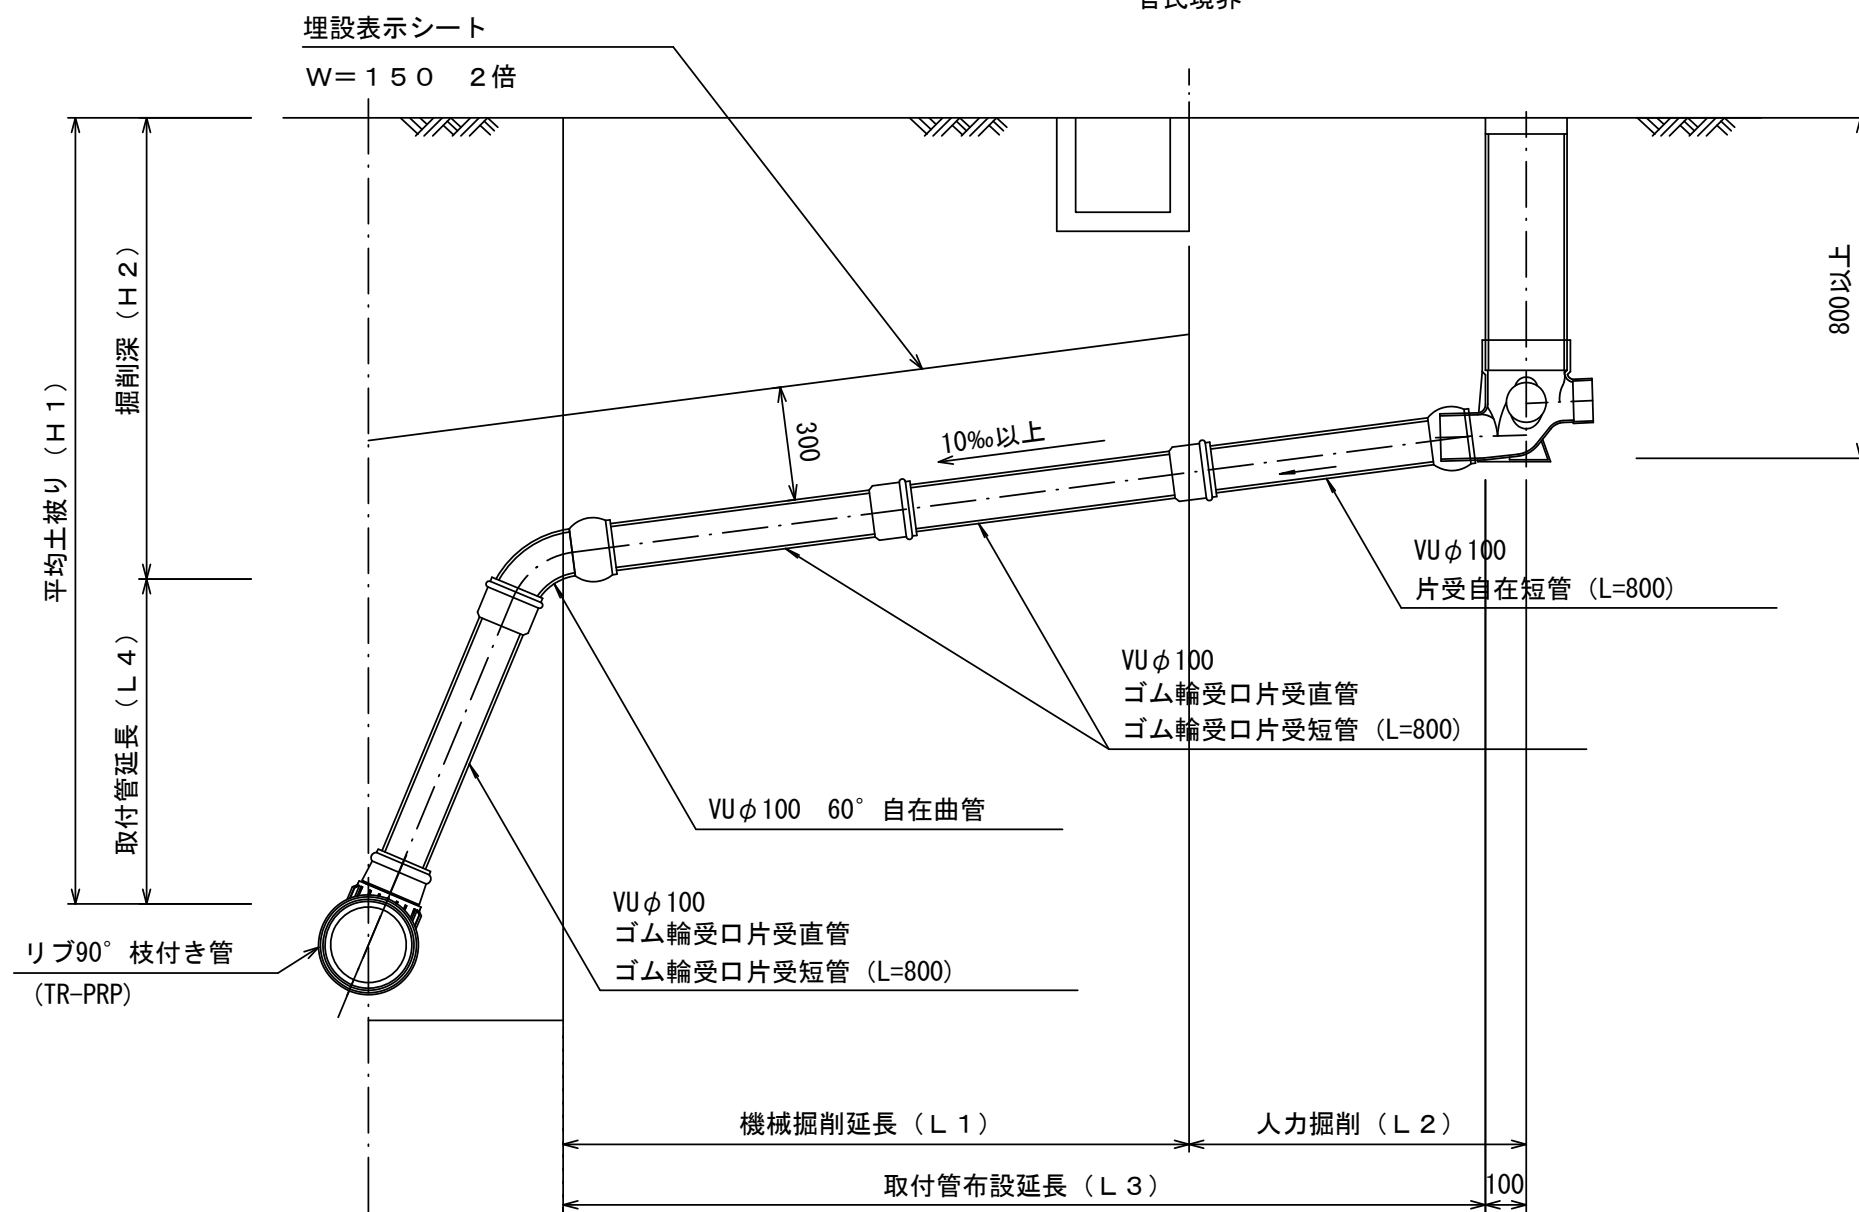 官民境界
埋設表示シート
W=150 2倍
平均土被り(H1)
掘削深(H2)
取付管延長(L4)
800以上
300
10‰以上
VUφ100
片受自在短管(L=800)
VUφ100
ゴム輪受口片受直管
ゴム輪受口片受短管(L=800)
VUφ100 60°自在曲管
VUφ100
ゴム輪受口片受直管
ゴム輪受口片受短管(L=800)
リブ90°枝付き管
(TR-PRP)
機械掘削延長(L1)
人力掘削(L2)
取付管布設延長(L3)
100